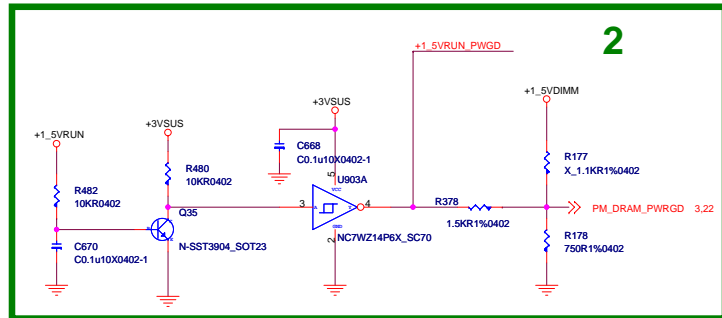 2
+1_5VRUN_PWGD
+3VSUS
+1_5VDIMM
+1_5VRUN
+3VSUS
C668
C0.1u10X0402-1
R177
X_1.1KR1%0402
R480
10KR0402
5
VCC
U903A
R482
10KR0402
3
A
Y
4
R378
1.5KR1%0402
PM_DRAM_PWRGD 3,22
Q35
GND
2
NC7WZ14P6X_SC70
R178
750R1%0402
C670
C0.1u10X0402-1
B
C
E
N-SST3904_SOT23